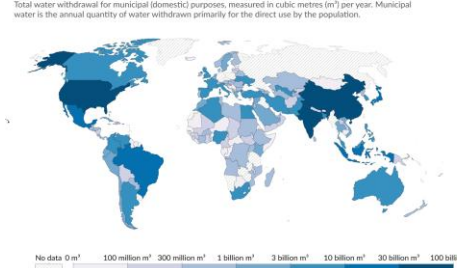 Total water withdrawal for municipal (domestic) purposes, measured in cubic metres (m³) per year. Municipal
water is the annual quantity of water withdrawn primarily for the direct use by the population.
No data 0 m³ 100 million m³ 300 million m³ 1 billion m³ 3 billion m³ 10 billion m³ 30 billion m³ 100 billi